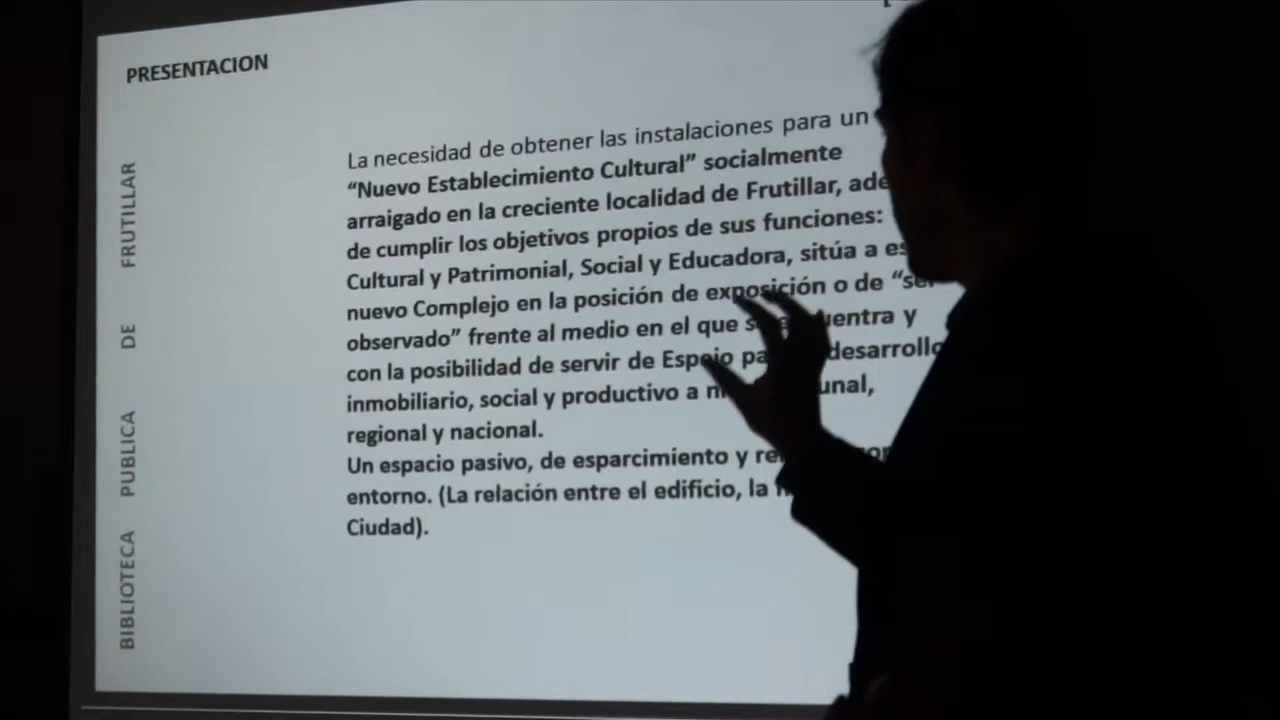 PRESENTACION
BIBLIOTECA PUBLICA DE FRUTILLAR
La necesidad de obtener las instalaciones para un
“Nuevo Establecimiento Cultural” socialmente
arraigado en la creciente localidad de Frutillar,
de cumplir los objetivos propios de sus funciones:
Cultural y Patrimonial, Social y Educadora, sitúa a
nuevo Complejo en la posición de exposición o de
observado” frente al medio en el que y
con la posibilidad de servir de Espejo desarrollo
inmobiliario, social y productivo a
regional y nacional.
Un espacio pasivo, de esparcimiento y
entorno. (La relación entre el edificio, la
Ciudad).